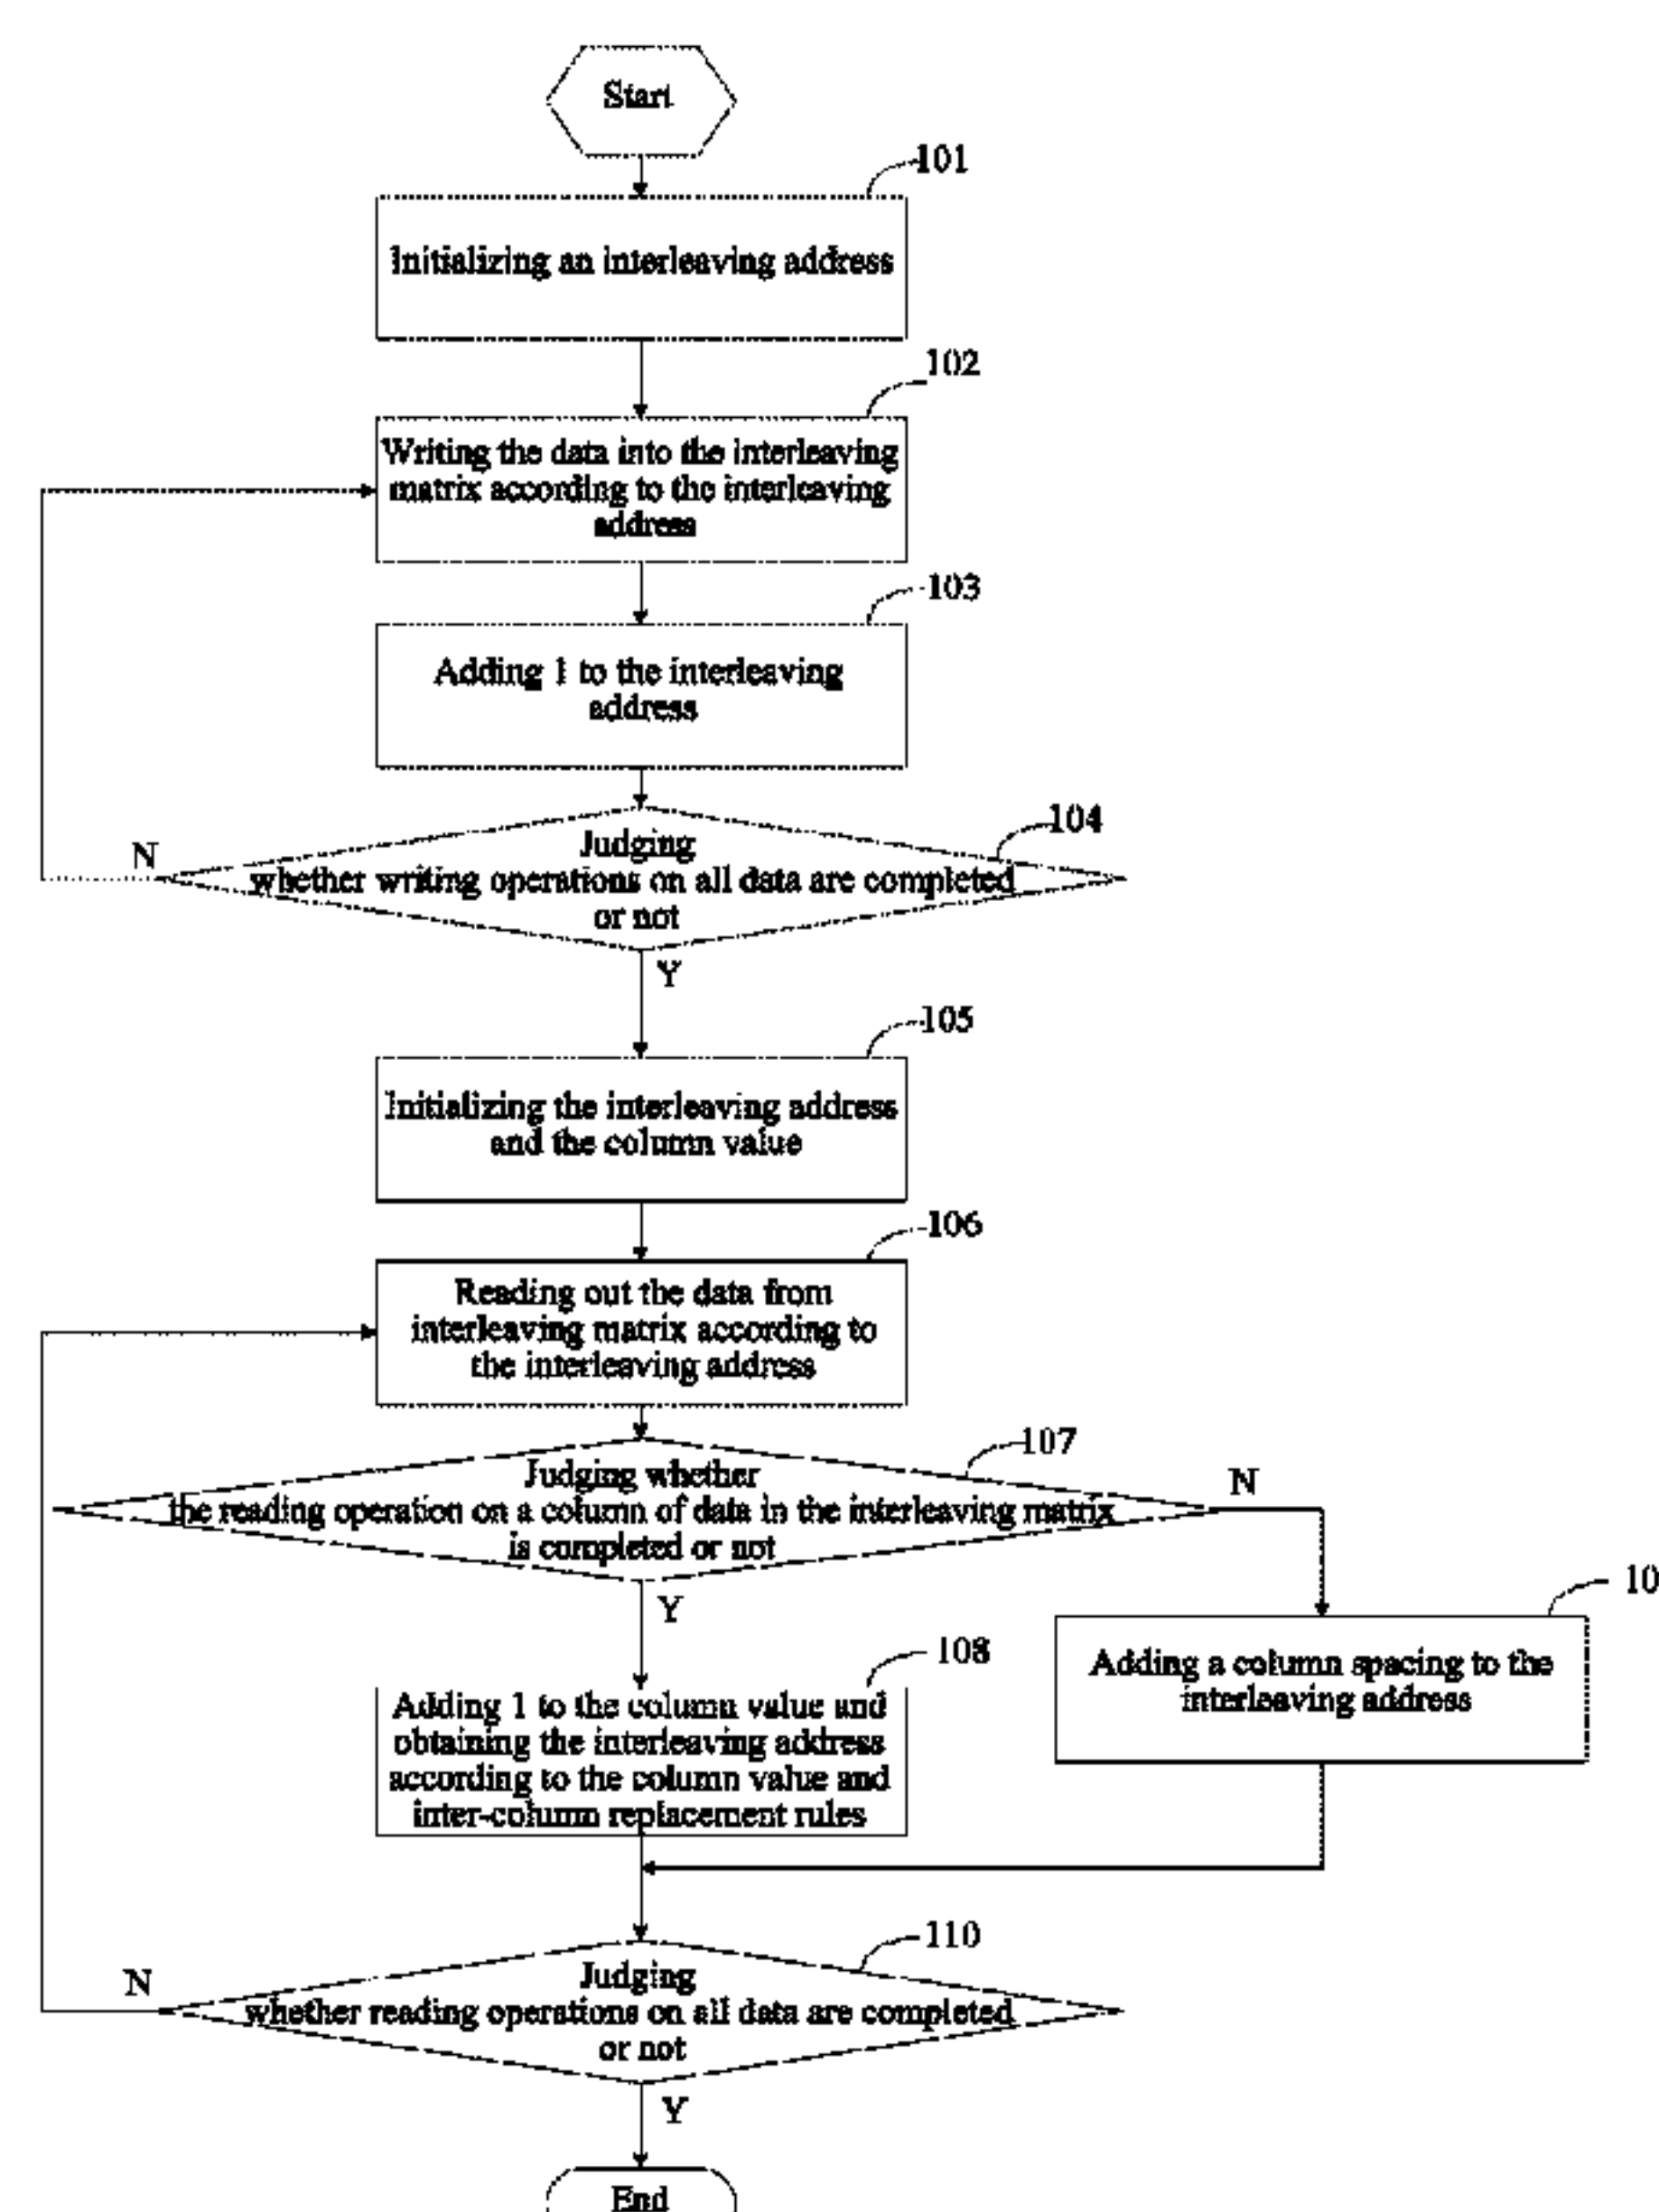 Start
101
Initializing an interleaving address
102
Writing the data into the interleaving
matrix according to the interleaving
address
103
Adding 1 to the interleaving
address
104
N
Judging
whether writing operations on all data are completed
or not
Y
105
Initializing the interleaving address
and the column value
106
Reading out the data from
interleaving matrix according to
the interleaving address
107
Judging whether
the reading operation on a column of data in the interleaving matrix
is completed or not
N
Y
10
Adding a column spacing to the
interleaving address
108
Adding 1 to the column value and
obtaining the interleaving address
according to the column value and
inter-column replacement rules
110
N
Judging
whether reading operations on all data are completed
or not
Y
End